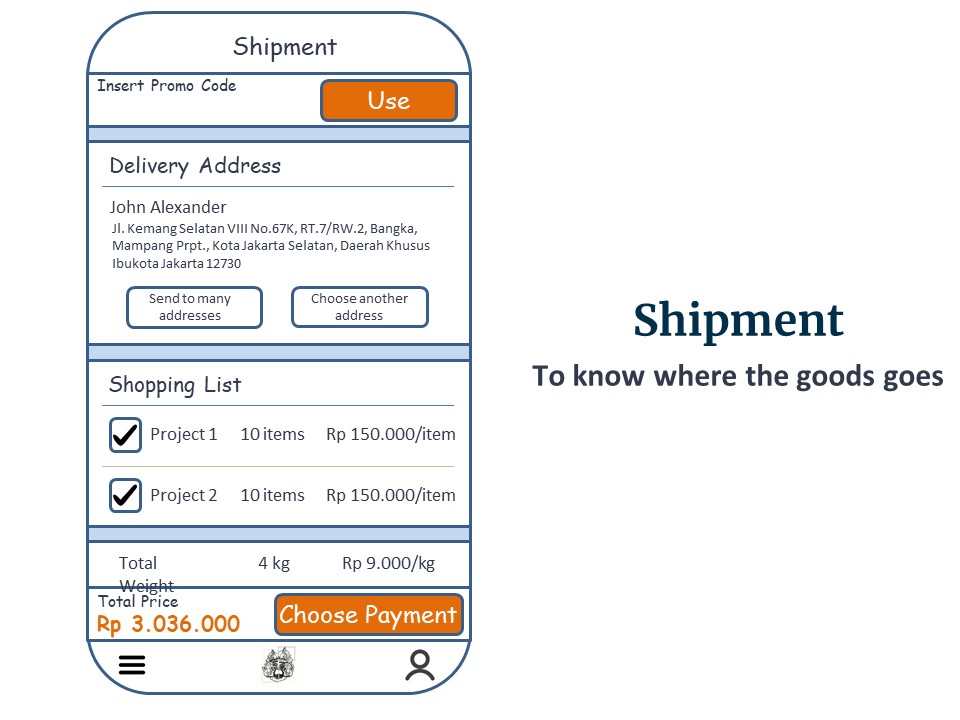 Shipment
Insert Promo Code
Use
Delivery Address
John Alexander
Jl. Kemang Selatan VIII No.67K, RT.7/RW.2, Bangka,
Mampang Prpt., Kota Jakarta Selatan, Daerah Khusus
Ibukota Jakarta 12730
Send to many
addresses
Choose another
address
Shopping List
Project 1 10 items Rp 150.000/item
Project 2 10 items Rp 150.000/item
Total 4 kg Rp 9.000/kg
Weight
Total Price
Rp 3.036.000
Choose Payment
Shipment
To know where the goods goes